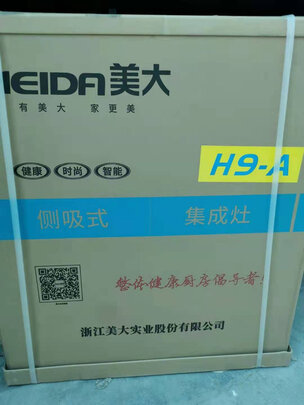 MEIDA美大
有美大 家更美
健康 时尚 智能
H9-A
侧吸式 集成灶
整体健康厨房倡导者!
浙江美大实业股份有限公司